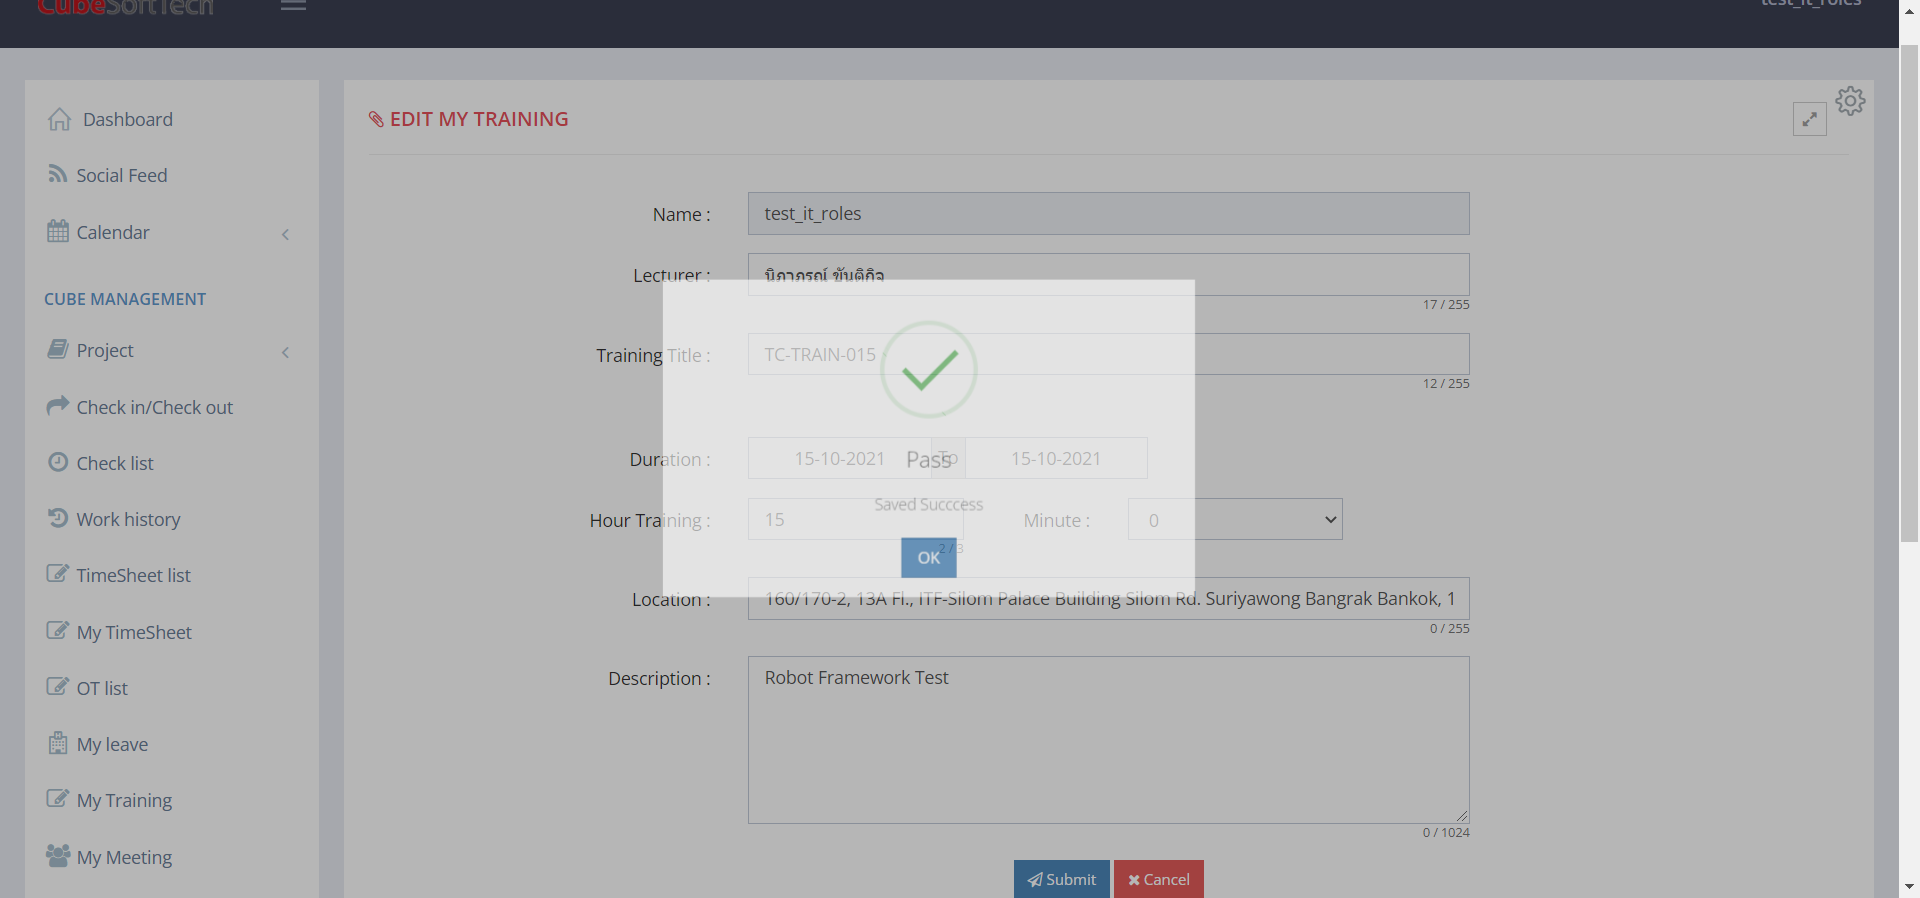 CubeSoftTech
test_it_roles
Dashboard
Social Feed
Calendar
CUBE MANAGEMENT
Project
Check in/Check out
Check list
Work history
TimeSheet list
My TimeSheet
OT list
My leave
My Training
My Meeting
EDIT MY TRAINING
Name :
test_it_roles
Lecturer :
นิภาภรณ์ ขันติกิจ
17 / 255
Training Title :
TC-TRAIN-015
12 / 255
Duration :
15-10-2021
To
15-10-2021
Pass
Saved Succcess
OK
Hour Training :
15
2 / 3
Minute :
0
Location :
160/170-2, 13A Fl., ITF-Silom Palace Building Silom Rd. Suriyawong Bangrak Bankok, 1
0 / 255
Description :
Robot Framework Test
0 / 1024
Submit
Cancel